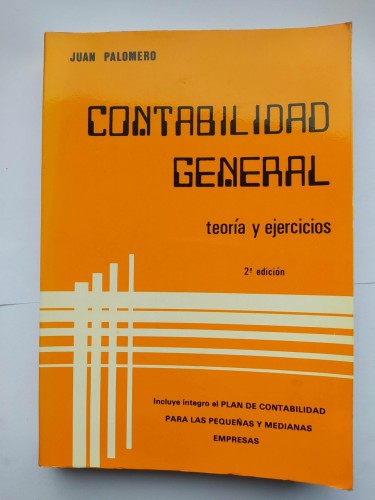 JUAN PALOMERO
CONTABILIDAD
GENERAL
teoría y ejercicios
2ª edición
Incluye integro el PLAN DE CONTABILIDAD
PARA LAS PEQUEÑAS Y MEDIANAS
EMPRESAS